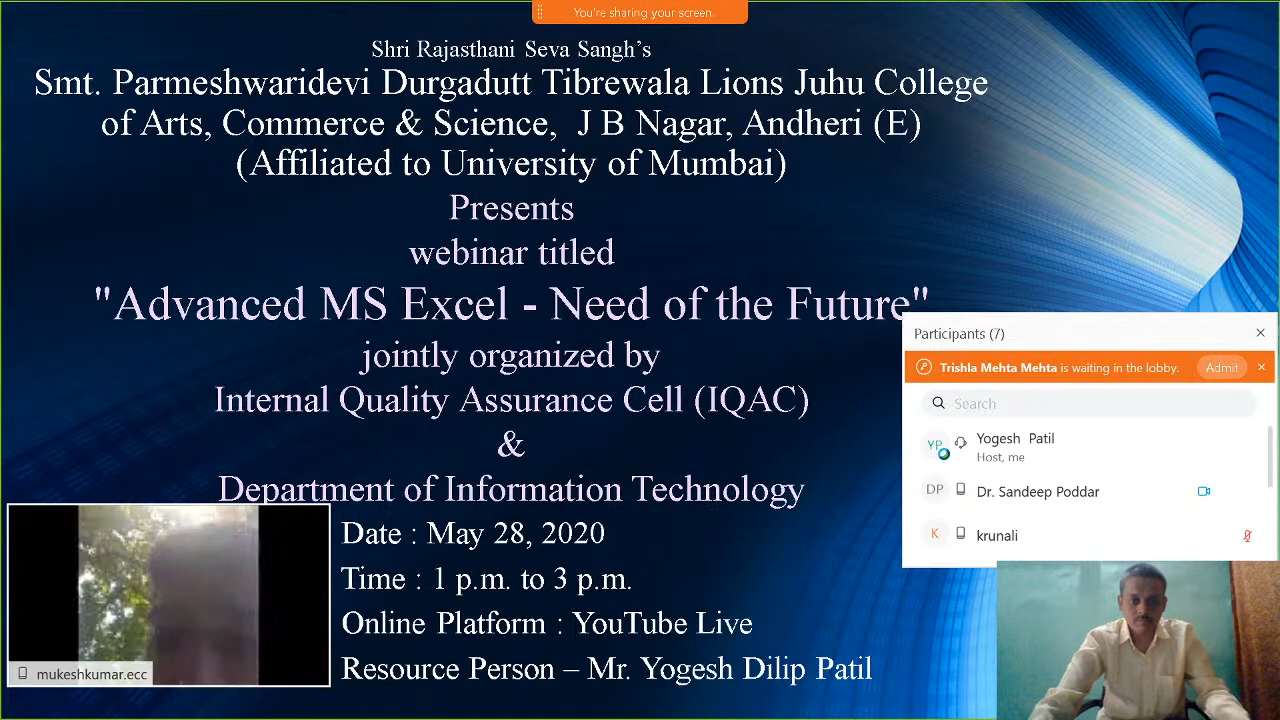 You're sharing your screen.
Shri Rajasthani Seva Sangh's
Smt. Parmeshwaridevi Durgadutt Tibrewala Lions Juhu College
of Arts, Commerce & Science, J B Nagar, Andheri (E)
(Affiliated to University of Mumbai)
Presents
webinar titled
"Advanced MS Excel - Need of the Future"
jointly organized by
Internal Quality Assurance Cell (IQAC)
&
Department of Information Technology
Date : May 28, 2020
Time : 1 p.m. to 3 p.m.
Online Platform : YouTube Live
Resource Person – Mr. Yogesh Dilip Patil
mukeshkumar.ecc
Participants (7)
Trishla Mehta Mehta is waiting in the lobby. Admit
Search
YP Yogesh Patil
Host, me
DP Dr. Sandeep Poddar
K krunali